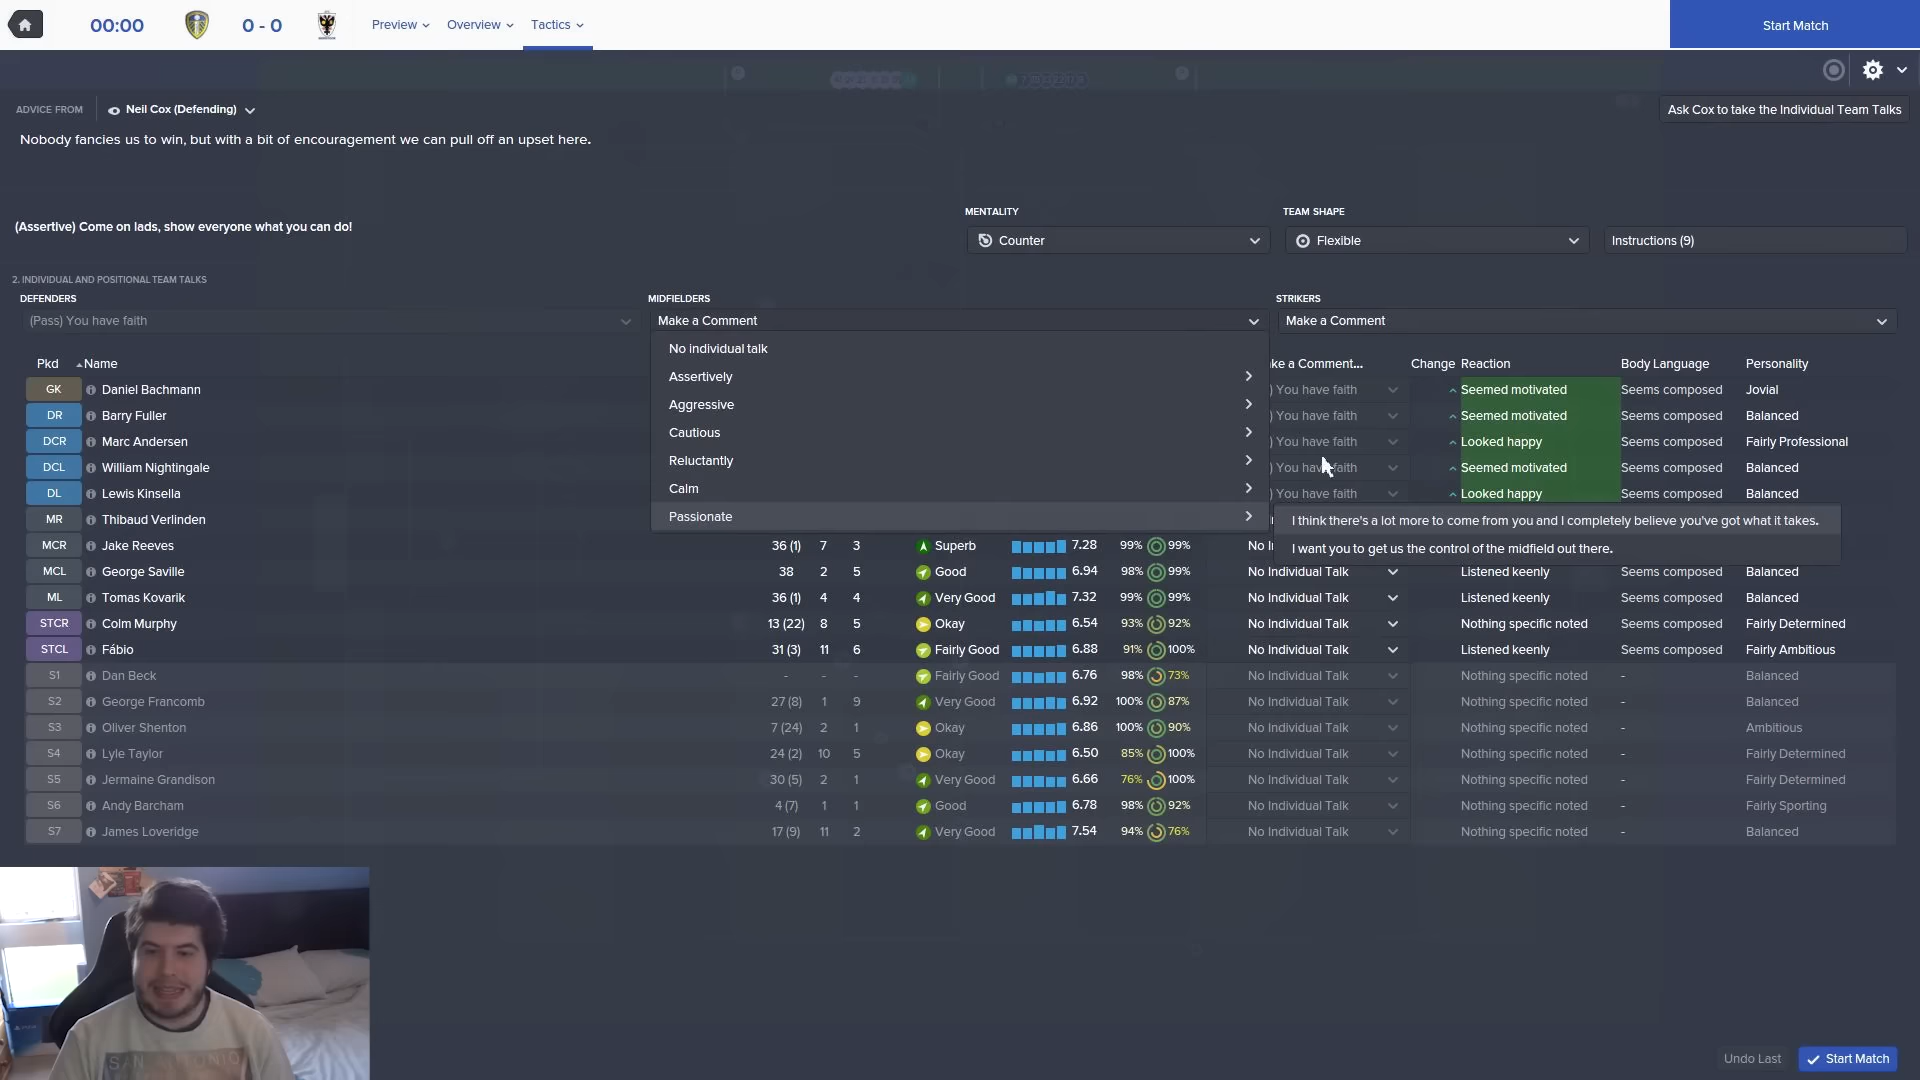 00:00 0 - 0 Preview Overview Tactics Start Match
ADVICE FROM Neil Cox (Defending) Ask Cox to take the Individual Team Talks
Nobody fancies us to win, but with a bit of encouragement we can pull off an upset here.
MENTALITY TEAM SHAPE
(Assertive) Come on lads, show everyone what you can do! Counter Flexible Instructions (9)
2. INDIVIDUAL AND POSITIONAL TEAM TALKS
DEFENDERS MIDFIELDERS STRIKERS
(Pass) You have faith Make a Comment Make a Comment
No individual talk
Assertively
Aggressive
Cautious
Reluctantly
Calm
Passionate
I think there's a lot more to come from you and I completely believe you've got what it takes.
I want you to get us the control of the midfield out there.
Pkd Name ke a Comment... Change Reaction Body Language Personality
GK Daniel Bachmann ) You have faith Seemed motivated Seems composed Jovial
DR Barry Fuller ) You have faith Seemed motivated Seems composed Balanced
DCR Marc Andersen ) You have faith Looked happy Seems composed Fairly Professional
DCL William Nightingale ) You have faith Seemed motivated Seems composed Balanced
DL Lewis Kinsella ) You have faith Looked happy Seems composed Balanced
MR Thibaud Verlinden
MCR Jake Reeves 36 (1) 7 3 Superb 7.28 99% 99% No I
MCL George Saville 38 2 5 Good 6.94 98% 99% No Individual Talk Listened keenly Seems composed Balanced
ML Tomas Kovarik 36 (1) 4 4 Very Good 7.32 99% 99% No Individual Talk Listened keenly Seems composed Balanced
STCR Colm Murphy 13 (22) 8 5 Okay 6.54 93% 92% No Individual Talk Nothing specific noted Seems composed Fairly Determined
STCL Fábio 31 (3) 11 6 Fairly Good 6.88 91% 100% No Individual Talk Listened keenly Seems composed Fairly Ambitious
S1 Dan Beck - - - Fairly Good 6.76 98% 73% No Individual Talk Nothing specific noted - Balanced
S2 George Francomb 27 (8) 1 9 Very Good 6.92 100% 87% No Individual Talk Nothing specific noted - Balanced
S3 Oliver Shenton 7 (24) 2 1 Okay 6.86 100% 90% No Individual Talk Nothing specific noted - Ambitious
S4 Lyle Taylor 24 (2) 10 5 Okay 6.50 85% 100% No Individual Talk Nothing specific noted - Fairly Determined
S5 Jermaine Grandison 30 (5) 2 1 Very Good 6.66 76% 100% No Individual Talk Nothing specific noted - Fairly Determined
S6 Andy Barcham 4 (7) 1 1 Good 6.78 98% 92% No Individual Talk Nothing specific noted - Fairly Sporting
S7 James Loveridge 17 (9) 11 2 Very Good 7.54 94% 76% No Individual Talk Nothing specific noted - Balanced
SAN ANTONIO
Undo Last Start Match